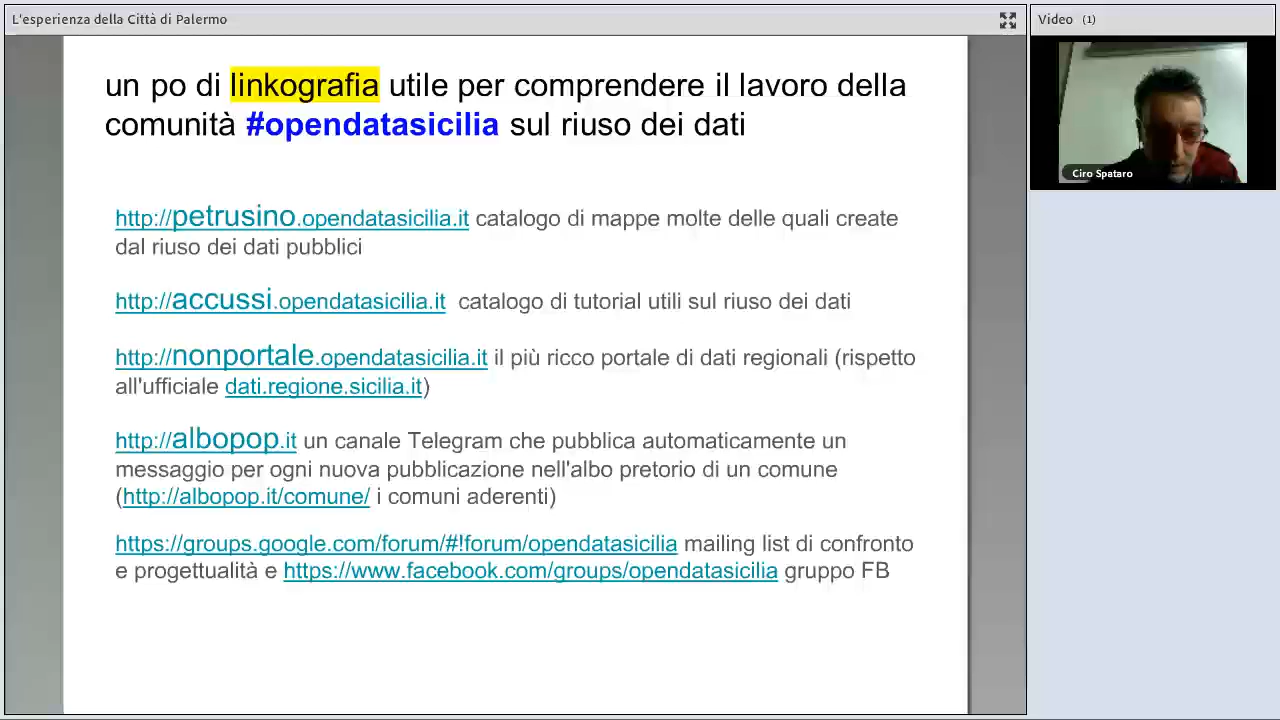 L'esperienza della Città di Palermo
Video (1)
un po di linkografia utile per comprendere il lavoro della
comunità #opendatasicilia sul riuso dei dati
http://petrusino.opendatasicilia.it catalogo di mappe molte delle quali create
dal riuso dei dati pubblici
http://accussi.opendatasicilia.it catalogo di tutorial utili sul riuso dei dati
http://nonportale.opendatasicilia.it il più ricco portale di dati regionali (rispetto
all'ufficiale dati.regione.sicilia.it)
http://albopop.it un canale Telegram che pubblica automaticamente un
messaggio per ogni nuova pubblicazione nell'albo pretorio di un comune
(http://albopop.it/comune/ i comuni aderenti)
https://groups.google.com/forum/#!forum/opendatasicilia mailing list di confronto
e progettualità e https://www.facebook.com/groups/opendatasicilia gruppo FB
Ciro Spataro